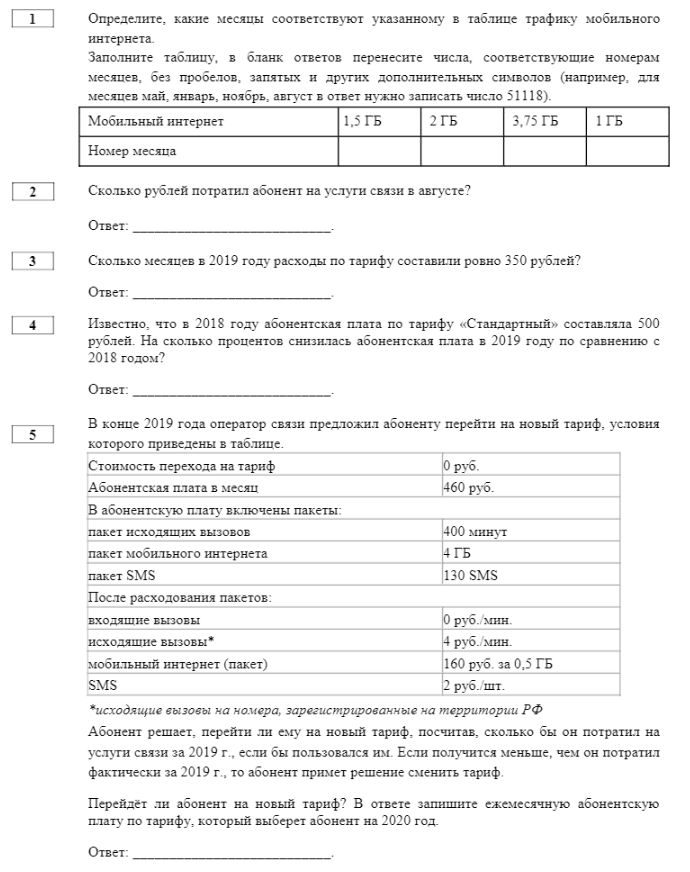 1
Определите, какие месяцы соответствуют указанному в таблице трафику мобильного
интернета.
Заполните таблицу, в бланк ответов перенесите числа, соответствующие номерам
месяцев, без пробелов, запятых и других дополнительных символов (например, для
месяцев май, январь, ноябрь, август в ответ нужно записать число 51118).
Мобильный интернет 1,5 ГБ 2 ГБ 3,75 ГБ 1 ГБ
Номер месяца
2
Сколько рублей потратил абонент на услуги связи в августе?
Ответ: ____________________________.
3
Сколько месяцев в 2019 году расходы по тарифу составили ровно 350 рублей?
Ответ: ____________________________.
4
Известно, что в 2018 году абонентская плата по тарифу «Стандартный» составляла 500
рублей. На сколько процентов снизилась абонентская плата в 2019 году по сравнению с
2018 годом?
Ответ: ____________________________.
5
В конце 2019 года оператор связи предложил абоненту перейти на новый тариф, условия
которого приведены в таблице.
Стоимость перехода на тариф 0 руб.
Абонентская плата в месяц 460 руб.
В абонентскую плату включены пакеты:
пакет исходящих вызовов 400 минут
пакет мобильного интернета 4 ГБ
пакет SMS 130 SMS
После расходования пакетов:
входящие вызовы 0 руб./мин.
исходящие вызовы* 4 руб./мин.
мобильный интернет (пакет) 160 руб. за 0,5 ГБ
SMS 2 руб./шт.
*исходящие вызовы на номера, зарегистрированные на территории РФ
Абонент решает, перейти ли ему на новый тариф, посчитав, сколько бы он потратил на
услуги связи за 2019 г., если бы пользовался им. Если получится меньше, чем он потратил
фактически за 2019 г., то абонент примет решение сменить тариф.
Перейдёт ли абонент на новый тариф? В ответе запишите ежемесячную абонентскую
плату по тарифу, который выберет абонент на 2020 год.
Ответ: ____________________________.